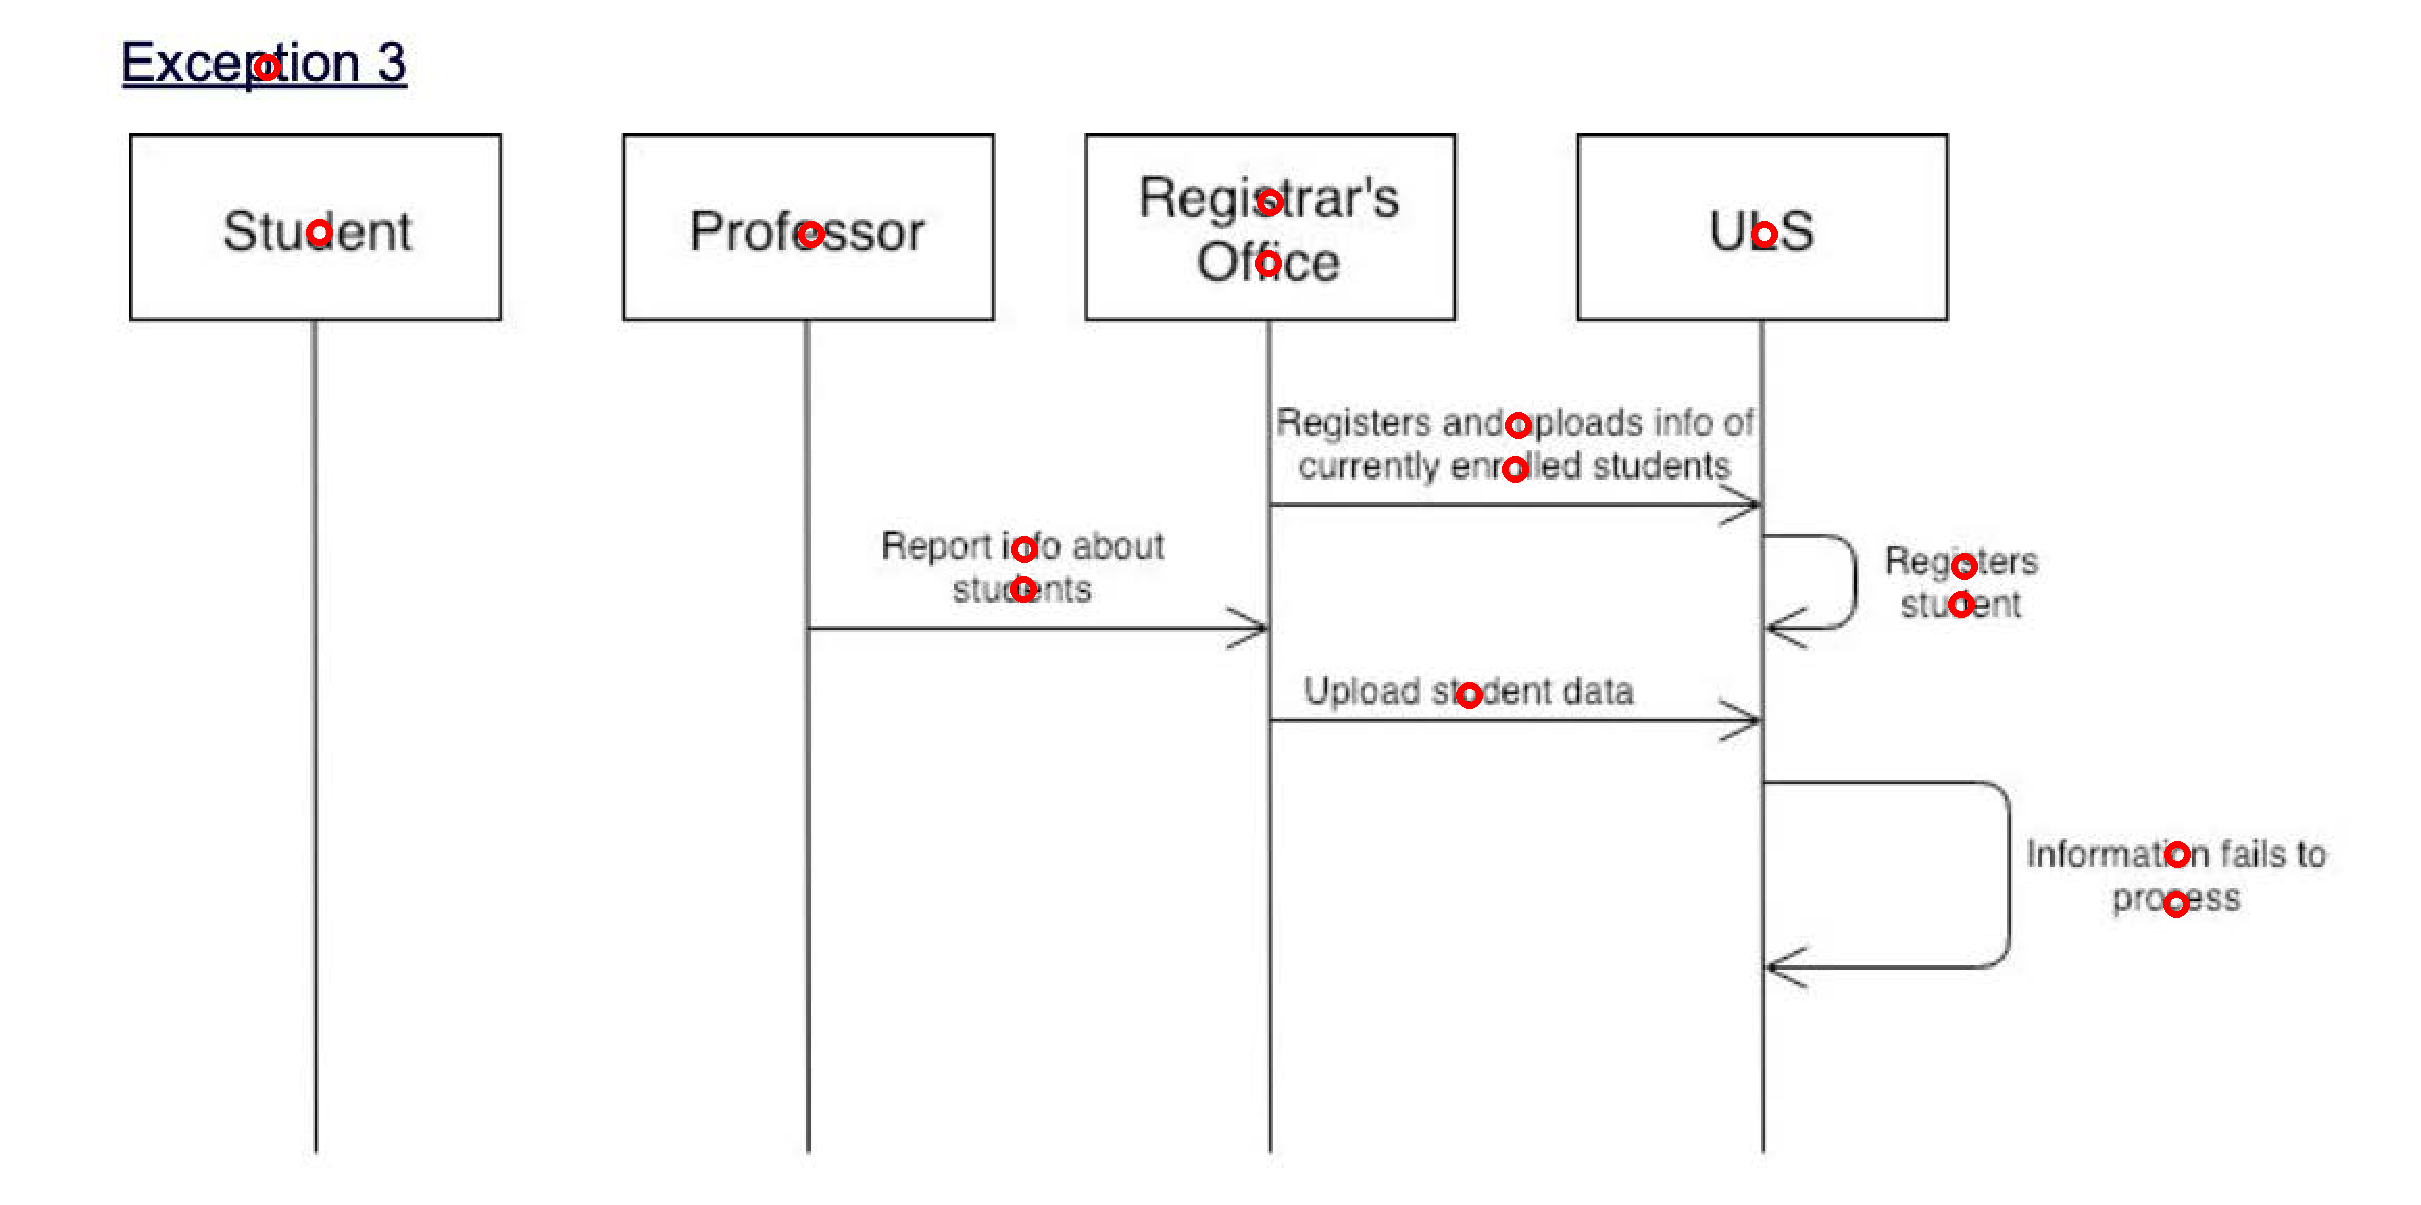 Exception 3
Student
Professor
Registrar's
Office
ULS
Registers and uploads info of
currently enrolled students
Report info about
students
Registers
student
Upload student data
Information fails to
process